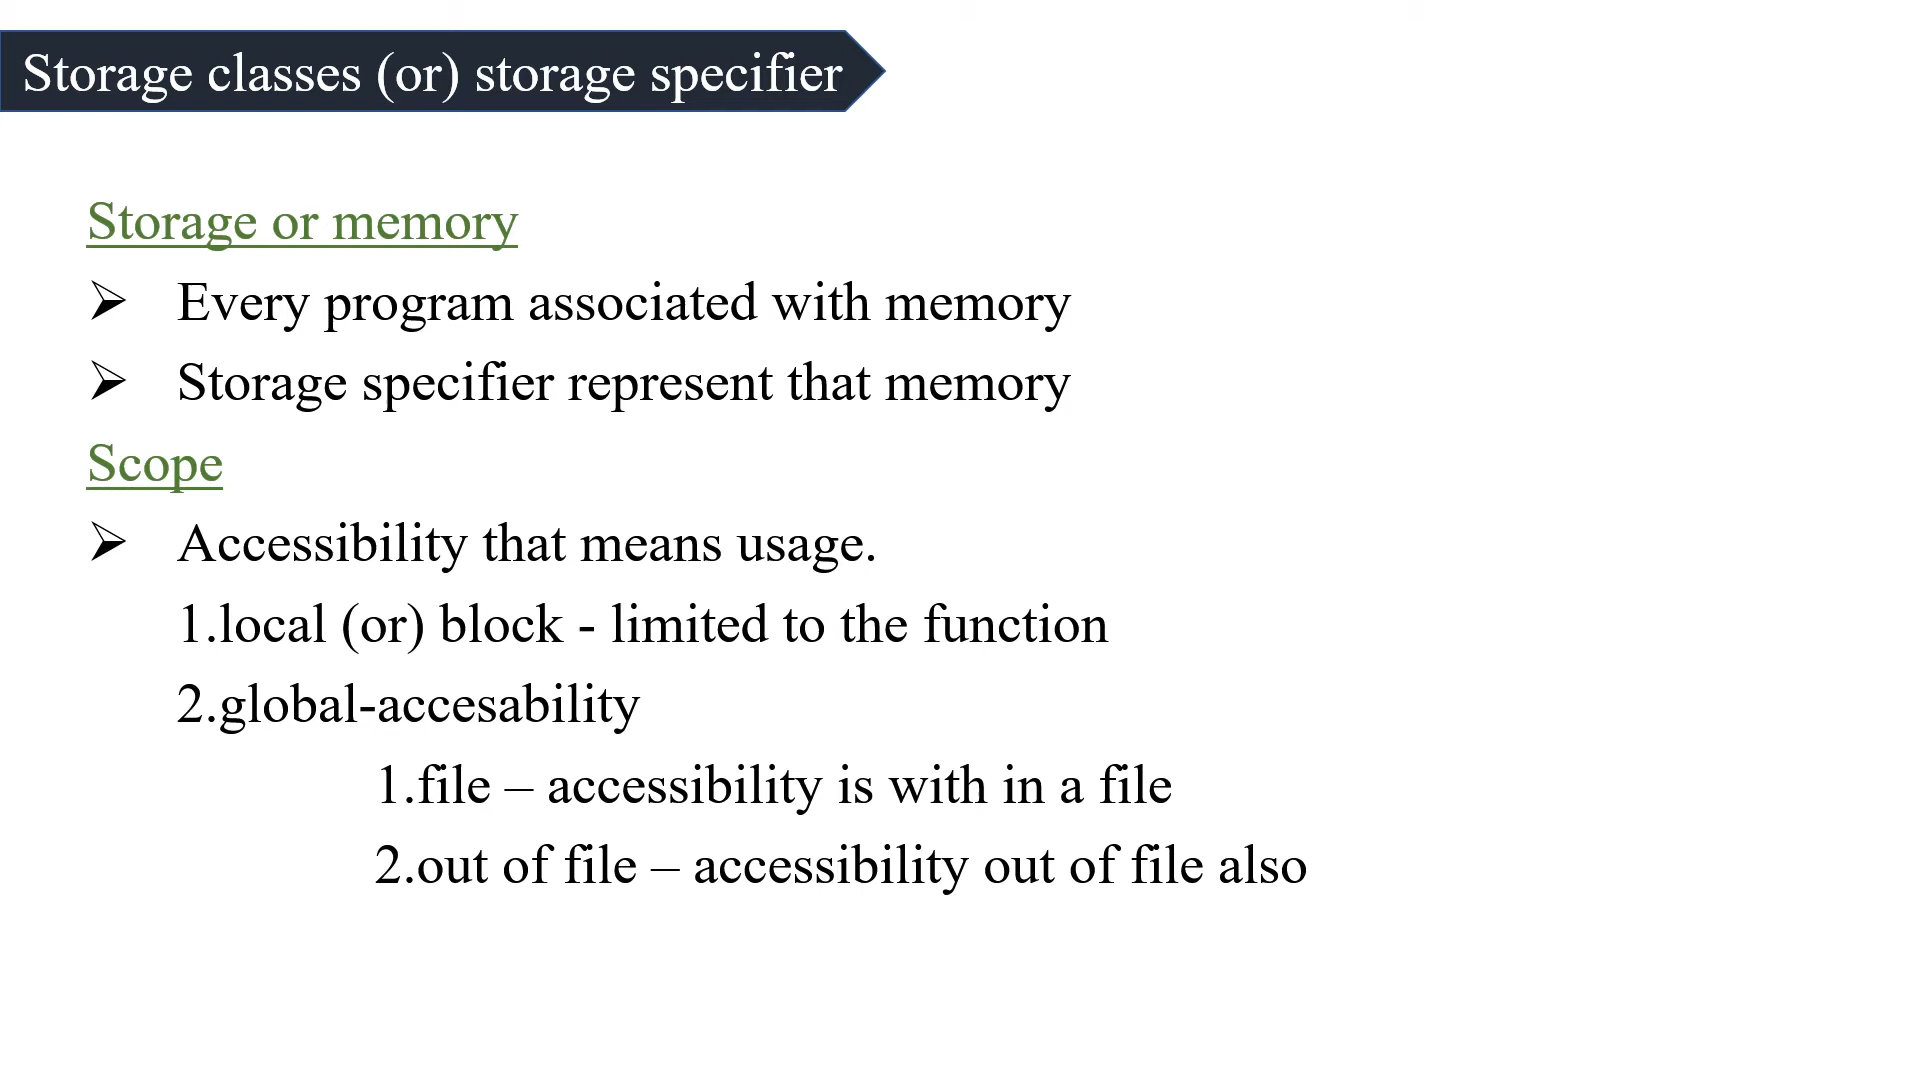 Storage classes (or) storage specifier
Storage or memory
➢ Every program associated with memory
➢ Storage specifier represent that memory
Scope
➢ Accessibility that means usage.
1.local (or) block - limited to the function
2.global-accesability
1.file – accessibility is with in a file
2.out of file – accessibility out of file also